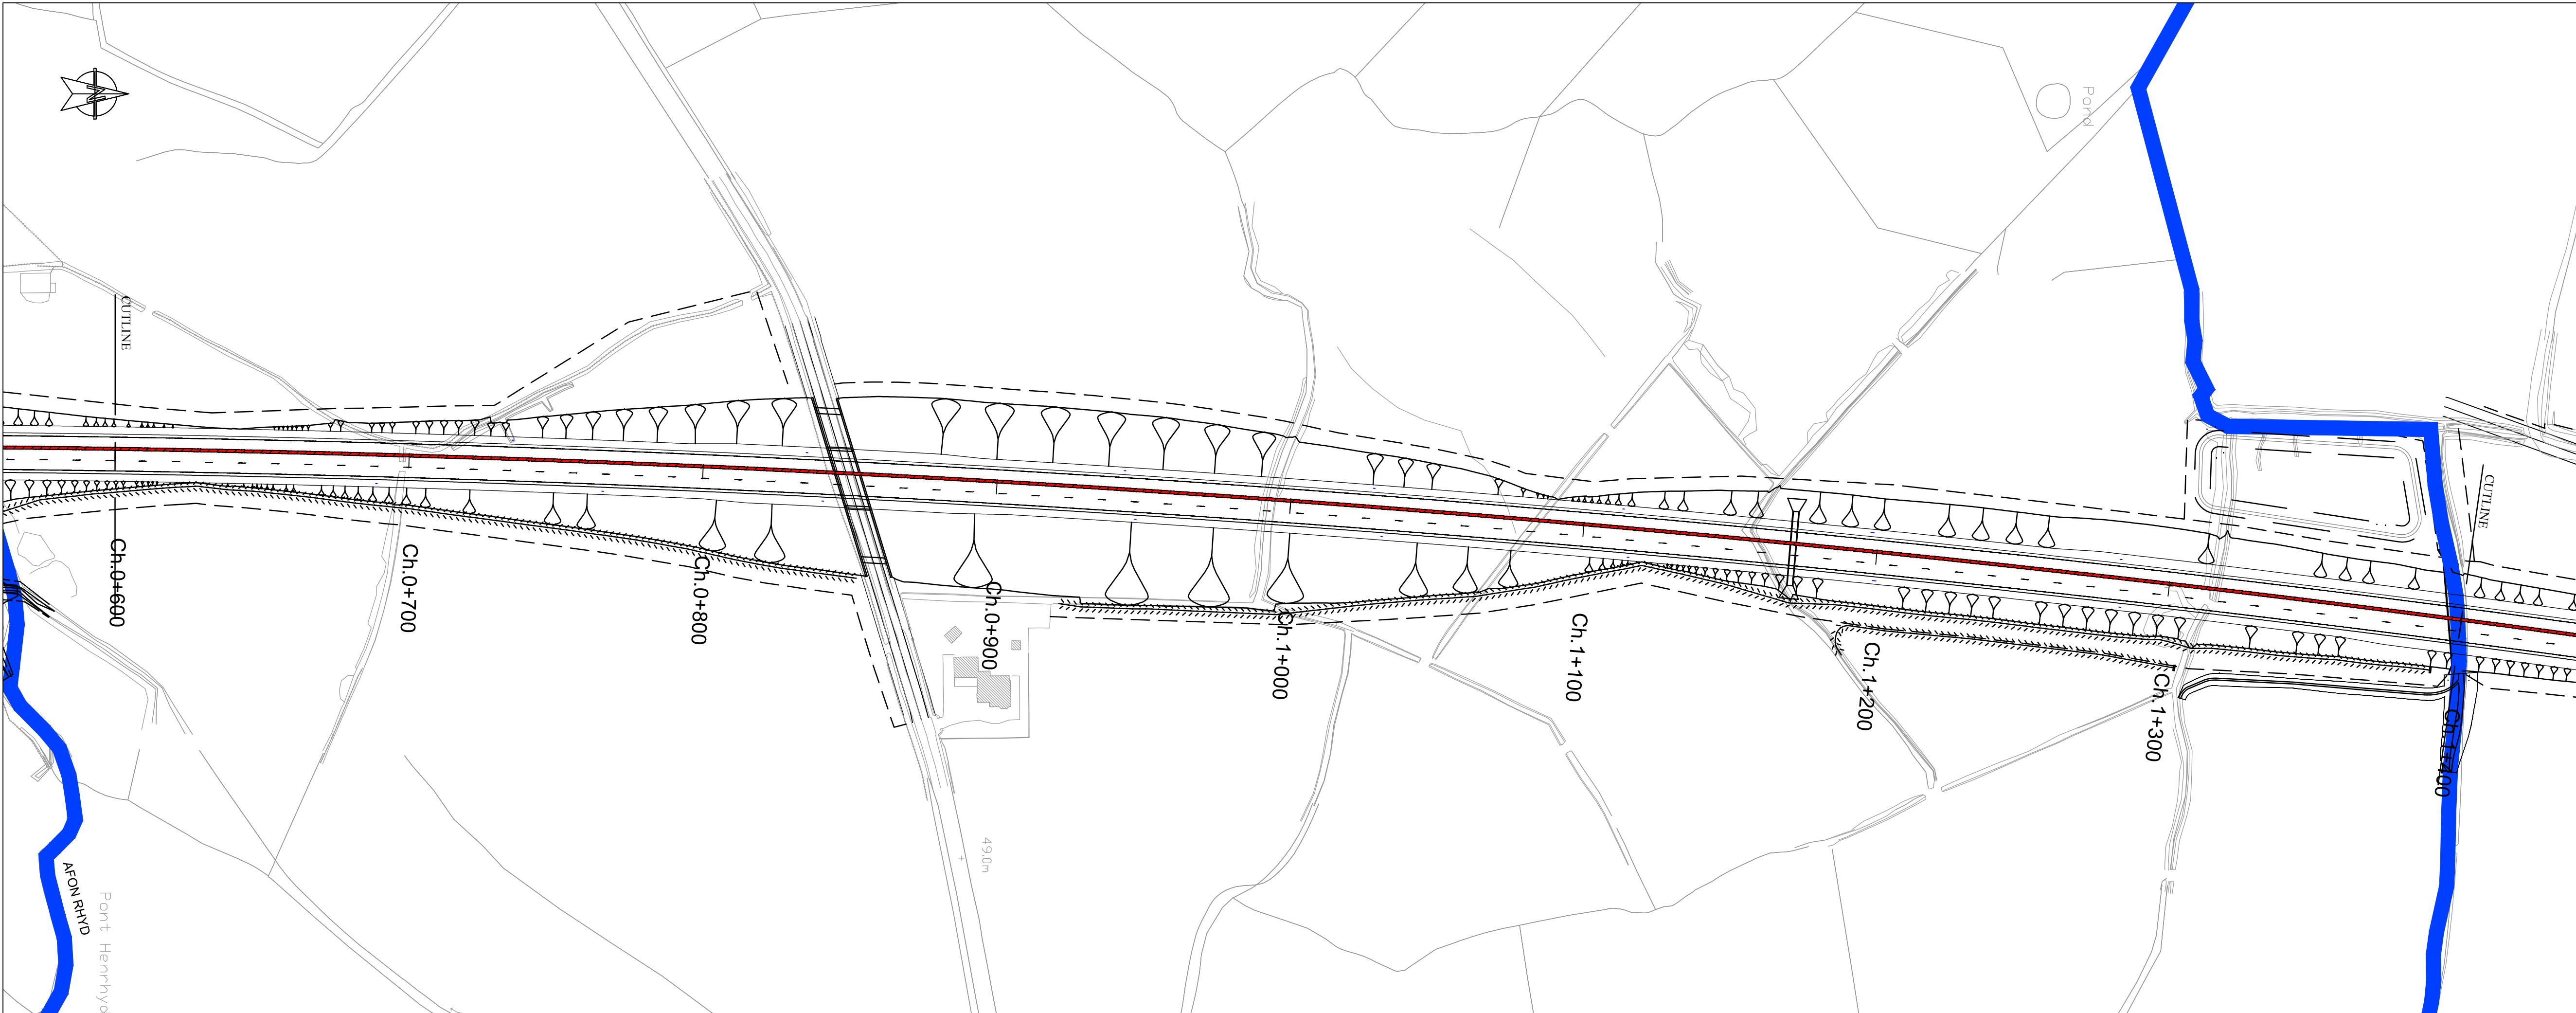 N
Pond
CUTLINE
CUTLINE
Ch.0+600
Ch.0+700
Ch.0+800
Ch.0+900
Ch.1+000
Ch.1+100
Ch.1+200
Ch.1+300
Ch.1+400
49.0m
AFON RHYD
Pont Henrhyd